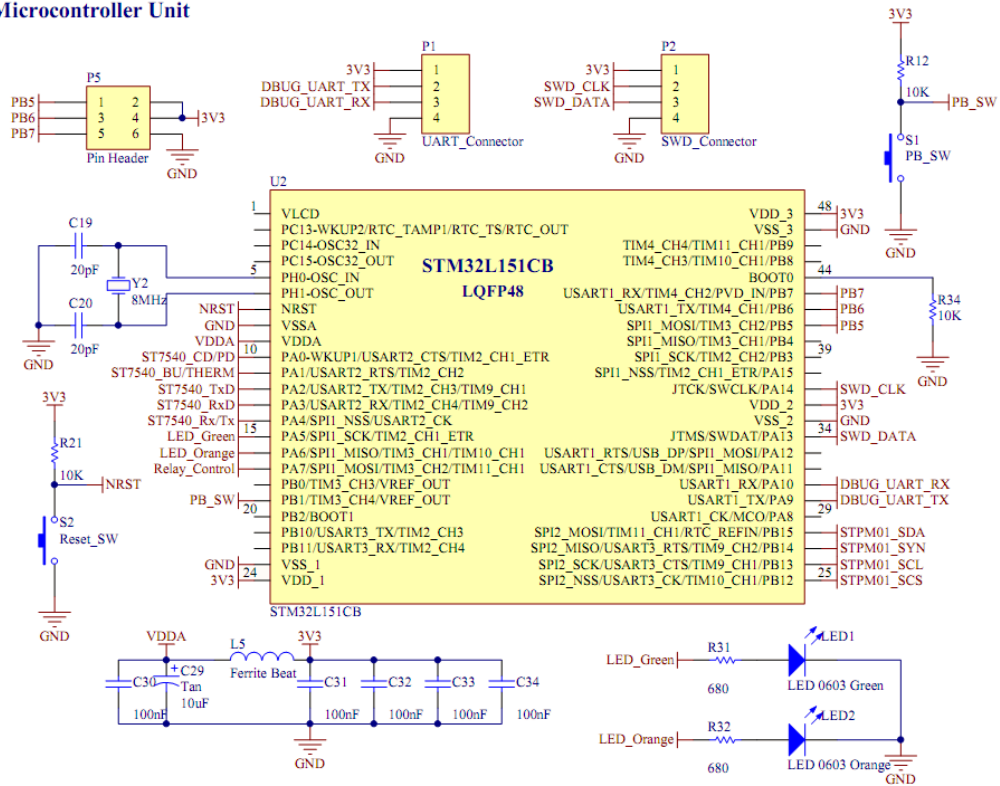 Microcontroller Unit
3V3
P5
PB5 1 2
PB6 3 4 3V3
PB7 5 6
Pin Header
GND
P1
3V3 1
DBUG_UART_TX 2
DBUG_UART_RX 3
4
UART_Connector
GND
P2
3V3 1
SWD_CLK 2
SWD_DATA 3
4
SWD_Connector
GND
R12
10K
PB_SW
S1
PB_SW
GND
C19
20pF
Y2
8MHz
C20
20pF
GND
3V3
R21
10K
NRST
S2
Reset_SW
GND
U2
STM32L151CB
LQFP48
1 VLCD
PC13-WKUP2/RTC_TAMP1/RTC_TS/RTC_OUT
PC14-OSC32_IN
PC15-OSC32_OUT
5 PH0-OSC_IN
PH1-OSC_OUT
NRST NRST
GND VSSA
VDDA VDDA
ST7540_CD/PD 10 PA0-WKUP1/USART2_CTS/TIM2_CH1_ETR
ST7540_BU/THERM PA1/USART2_RTS/TIM2_CH2
ST7540_TxD PA2/USART2_TX/TIM2_CH3/TIM9_CH1
ST7540_RxD PA3/USART2_RX/TIM2_CH4/TIM9_CH2
ST7540_Rx/Tx PA4/SPI1_NSS/USART2_CK
LED_Green 15 PA5/SPI1_SCK/TIM2_CH1_ETR
LED_Orange PA6/SPI1_MISO/TIM3_CH1/TIM10_CH1
Relay_Control PA7/SPI1_MOSI/TIM3_CH2/TIM11_CH1
PB0/TIM3_CH3/VREF_OUT
PB_SW PB1/TIM3_CH4/VREF_OUT
20 PB2/BOOT1
PB10/USART3_TX/TIM2_CH3
PB11/USART3_RX/TIM2_CH4
GND VSS_1
3V3 24 VDD_1
VDD_3 48 3V3
VSS_3 GND
TIM4_CH4/TIM11_CH1/PB9
TIM4_CH3/TIM10_CH1/PB8
BOOT0 44
USART1_RX/TIM4_CH2/PVD_IN/PB7 PB7
USART1_TX/TIM4_CH1/PB6 PB6
SPI1_MOSI/TIM3_CH2/PB5 PB5
SPI1_MISO/TIM3_CH1/PB4
SPI1_SCK/TIM2_CH2/PB3 39
SPI1_NSS/TIM2_CH1_ETR/PA15
JTCK/SWCLK/PA14 SWD_CLK
VDD_2 3V3
VSS_2 GND
JTMS/SWDAT/PA13 34 SWD_DATA
USART1_RTS/USB_DP/SPI1_MOSI/PA12
USART1_CTS/USB_DM/SPI1_MISO/PA11
USART1_RX/PA10 DBUG_UART_RX
USART1_TX/PA9 DBUG_UART_TX
USART1_CK/MCO/PA8 29
SPI2_MOSI/TIM11_CH1/RTC_REFIN/PB15 STPM01_SDA
SPI2_MISO/USART3_RTS/TIM9_CH2/PB14 STPM01_SYN
SPI2_SCK/USART3_CTS/TIM9_CH1/PB13 STPM01_SCL
SPI2_NSS/USART3_CK/TIM10_CH1/PB12 25 STPM01_SCS
STM32L151CB
R34
10K
GND
VDDA
L5
Ferrite Beat
3V3
C30
100nF
+
C29
Tan
10uF
C31
100nF
C32
100nF
C33
100nF
C34
100nF
GND
LED_Green
R31
680
LED1
LED 0603 Green
LED_Orange
R32
680
LED2
LED 0603 Orange
GND